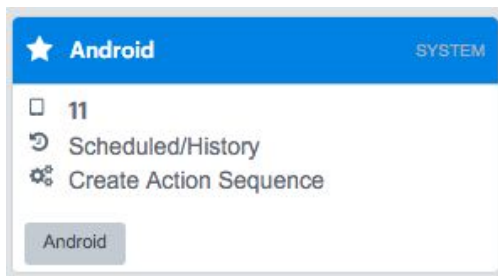 Android SYSTEM
11
Scheduled/History
Create Action Sequence
Android